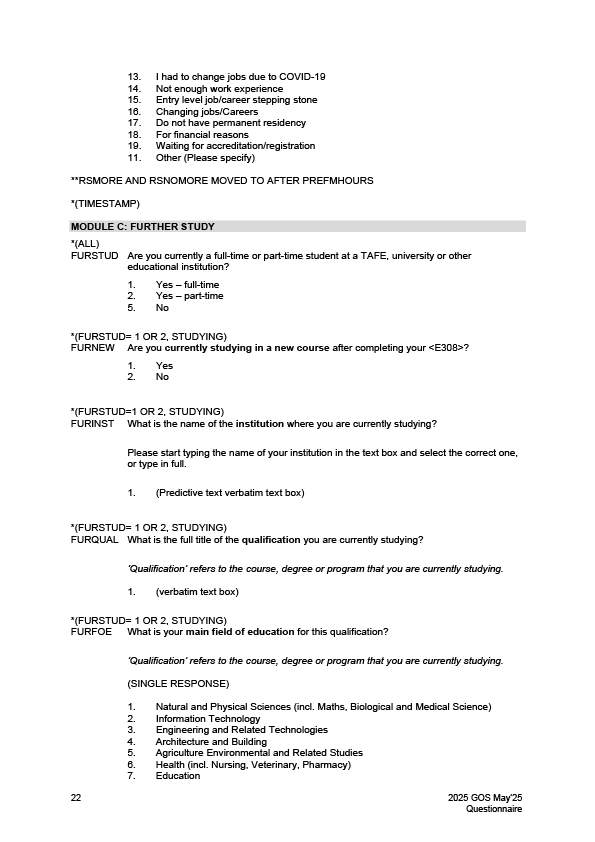 13. I had to change jobs due to COVID-19
14. Not enough work experience
15. Entry level job/career stepping stone
16. Changing jobs/Careers
17. Do not have permanent residency
18. For financial reasons
19. Waiting for accreditation/registration
11. Other (Please specify)
**RSMORE AND RSNOMORE MOVED TO AFTER PREFMHOURS
*(TIMESTAMP)
MODULE C: FURTHER STUDY
*(ALL)
FURSTUD Are you currently a full-time or part-time student at a TAFE, university or other
educational institution?
1. Yes – full-time
2. Yes – part-time
5. No
*(FURSTUD= 1 OR 2, STUDYING)
FURNEW Are you currently studying in a new course after completing your <E308>?
1. Yes
2. No
*(FURSTUD=1 OR 2, STUDYING)
FURINST What is the name of the institution where you are currently studying?
Please start typing the name of your institution in the text box and select the correct one,
or type in full.
1. (Predictive text verbatim text box)
*(FURSTUD= 1 OR 2, STUDYING)
FURQUAL What is the full title of the qualification you are currently studying?
'Qualification' refers to the course, degree or program that you are currently studying.
1. (verbatim text box)
*(FURSTUD= 1 OR 2, STUDYING)
FURFOE What is your main field of education for this qualification?
'Qualification' refers to the course, degree or program that you are currently studying.
(SINGLE RESPONSE)
1. Natural and Physical Sciences (incl. Maths, Biological and Medical Science)
2. Information Technology
3. Engineering and Related Technologies
4. Architecture and Building
5. Agriculture Environmental and Related Studies
6. Health (incl. Nursing, Veterinary, Pharmacy)
7. Education
22 2025 GOS May'25
Questionnaire